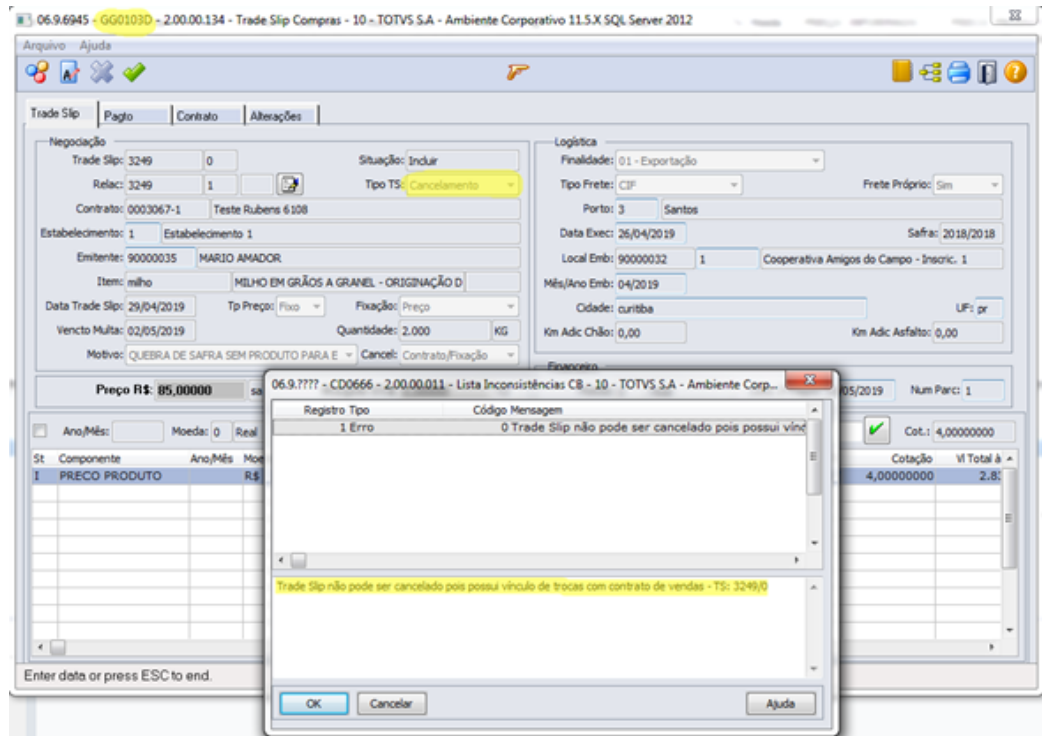 06.9.6945 - GG0103D - 2.00.00.134 - Trade Slip Compras - 10 - TOTVS S.A - Ambiente Corporativo 11.5.X SQL Server 2012
Arquivo Ajuda
Trade Slip Pagto Contrato Alterações
Negociação
Trade Slip: 3249 0 Situação: Incluir
Relac: 3249 1 Tipo TS: Cancelamento
Contrato: 0003067-1 Teste Rubens 6108
Estabelecimento: 1 Estabelecimento 1
Emitente: 90000035 MARIO AMADOR
Item: milho MILHO EM GRÃOS A GRANEL - ORIGINAÇÃO D
Data Trade Slip: 29/04/2019 Tp Preço: Fixo Fixação: Preço
Vencto Multa: 02/05/2019 Quantidade: 2.000 KG
Motivo: QUEBRA DE SAFRA SEM PRODUTO PARA E Cancel: Contrato/Fixação
Logística
Finalidade: 01 - Exportação
Tipo Frete: CIF Frete Próprio: Sim
Porto: 3 Santos
Data Exec: 26/04/2019 Safra: 2018/2018
Local Emb: 90000032 1 Cooperativa Amigos do Campo - Inscric. 1
Mês/Ano Emb: 04/2019
Cidade: curitiba UF: pr
Km Adic Chão: 0,00 Km Adic Asfalto: 0,00
Financeiro
Preço R$: 85,00000 sa
05/2019 Num Parc: 1
Ano/Mês: Moeda: 0 Real
Cot.: 4,00000000
St Componente Ano/Mês Moe
Cotação Vl Total à
I PRECO PRODUTO R$
4,00000000 2.8
06.9.???? - CD0666 - 2.00.00.011 - Lista Inconsistências CB - 10 - TOTVS S.A - Ambiente Corp...
Registro Tipo Código Mensagem
1 Erro 0 Trade Slip não pode ser cancelado pois possui vínc
Trade Slip não pode ser cancelado pois possui vínculo de trocas com contrato de vendas - TS: 3249/0
OK Cancelar Ajuda
Enter data or press ESC to end.